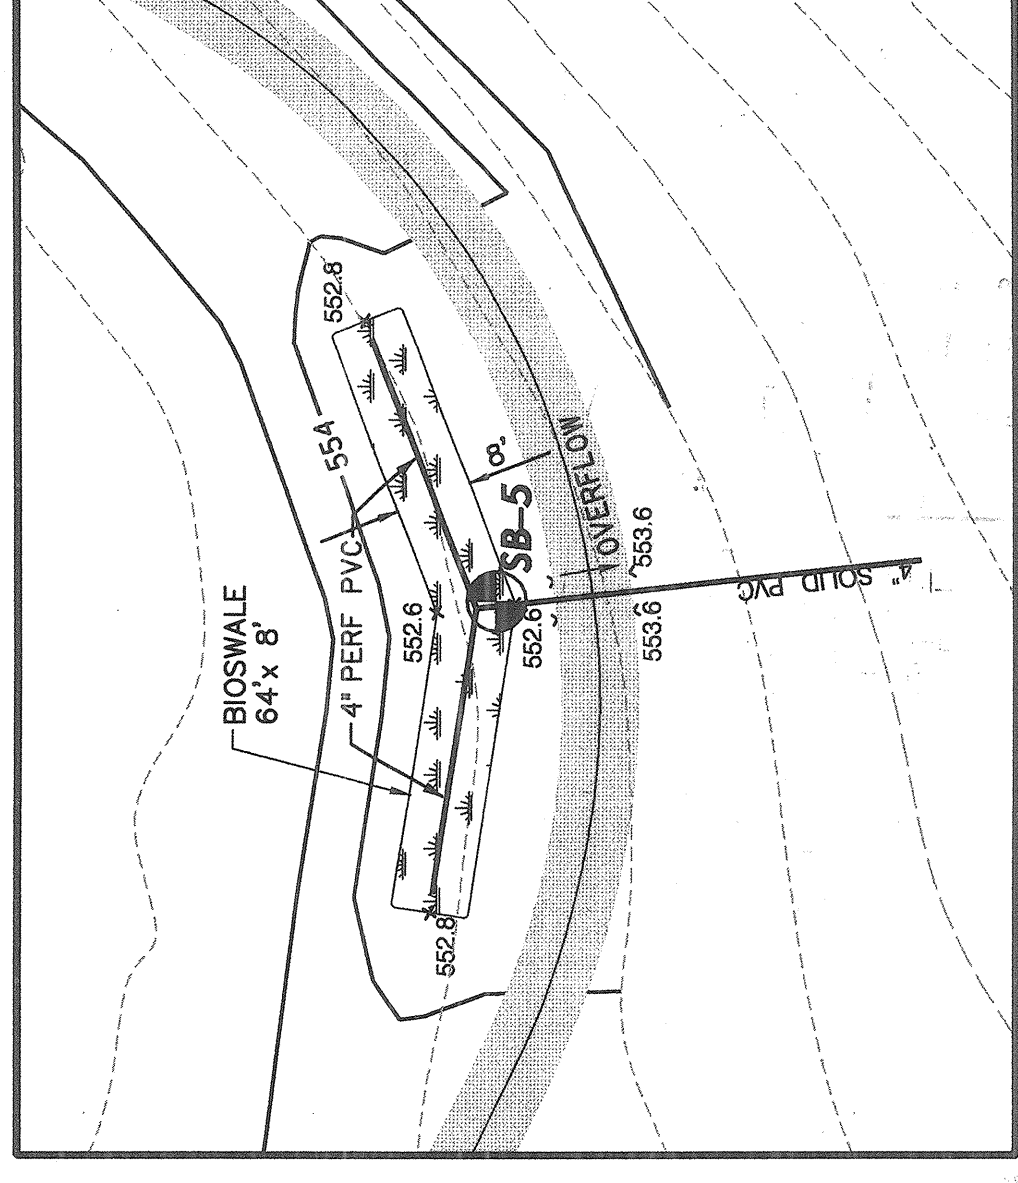 BIOSWALE
64' x 8'
4" PERF PVC
554
552.8
552.6
552.8
552.6
8'
SB-5
OVERFLOW
553.6
553.6
4" SOLID PVC